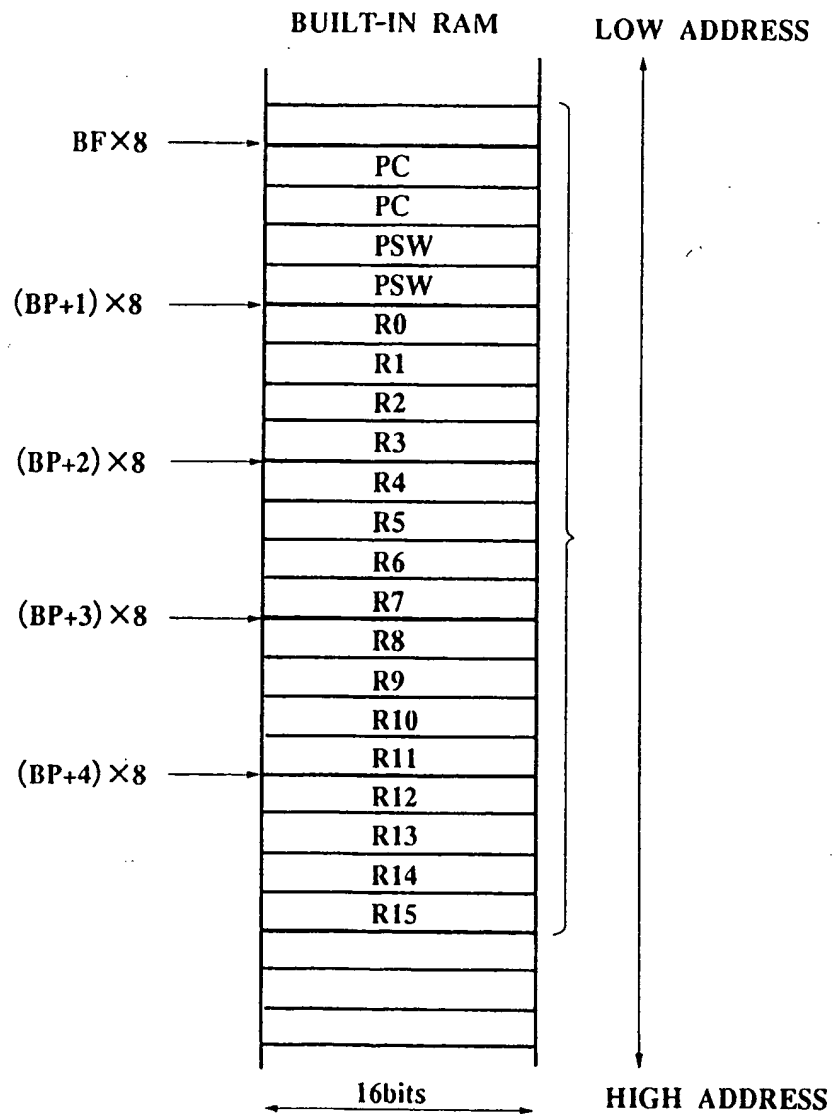 BUILT-IN RAM
LOW ADDRESS
BF×8
PC
PC
PSW
PSW
(BP+1)×8
R0
R1
R2
R3
(BP+2)×8
R4
R5
R6
R7
(BP+3)×8
R8
R9
R10
R11
(BP+4)×8
R12
R13
R14
R15
16bits
HIGH ADDRESS